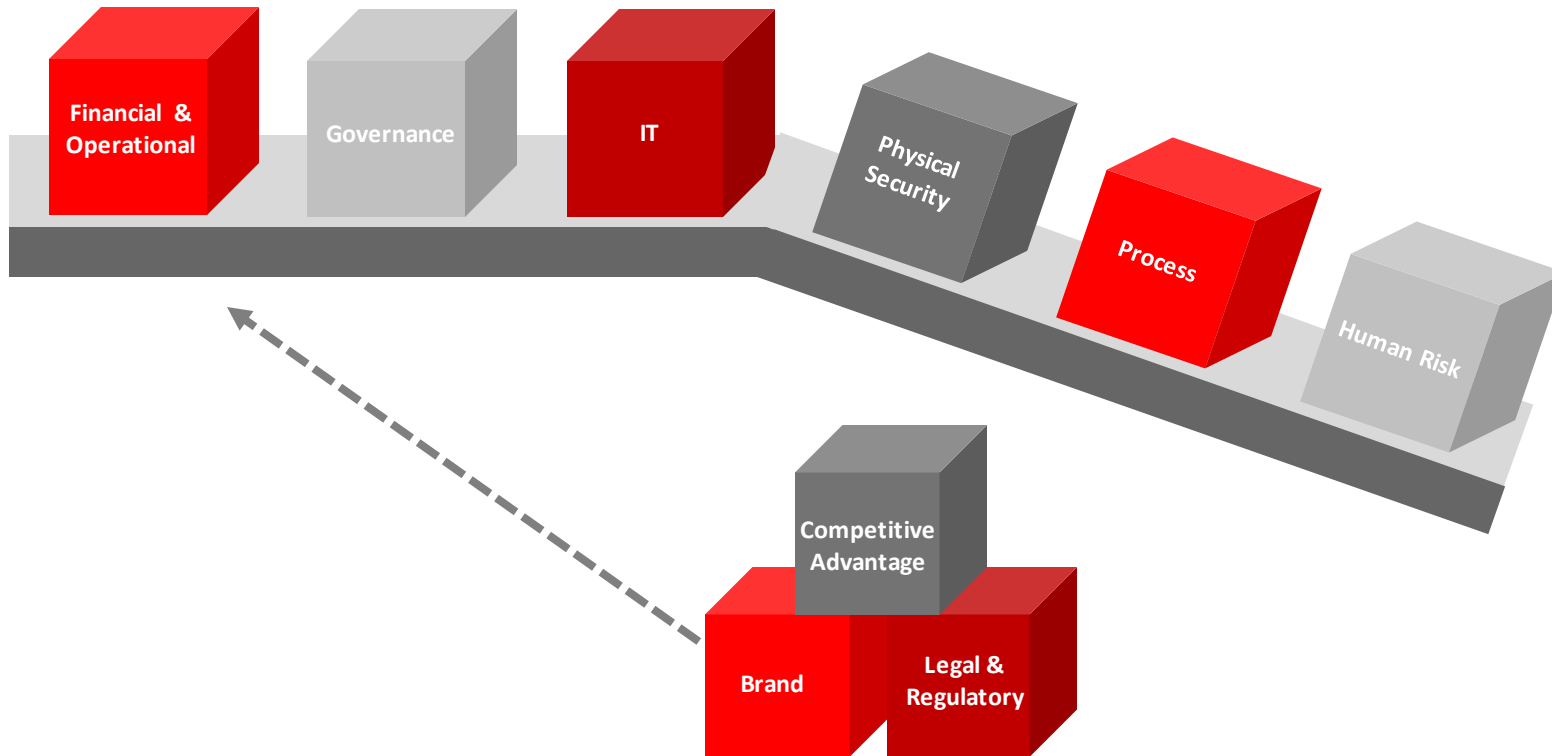 Financial &
Operational
Governance
IT
Physical
Security
Process
Human Risk
Competitive
Advantage
Brand
Legal &
Regulatory